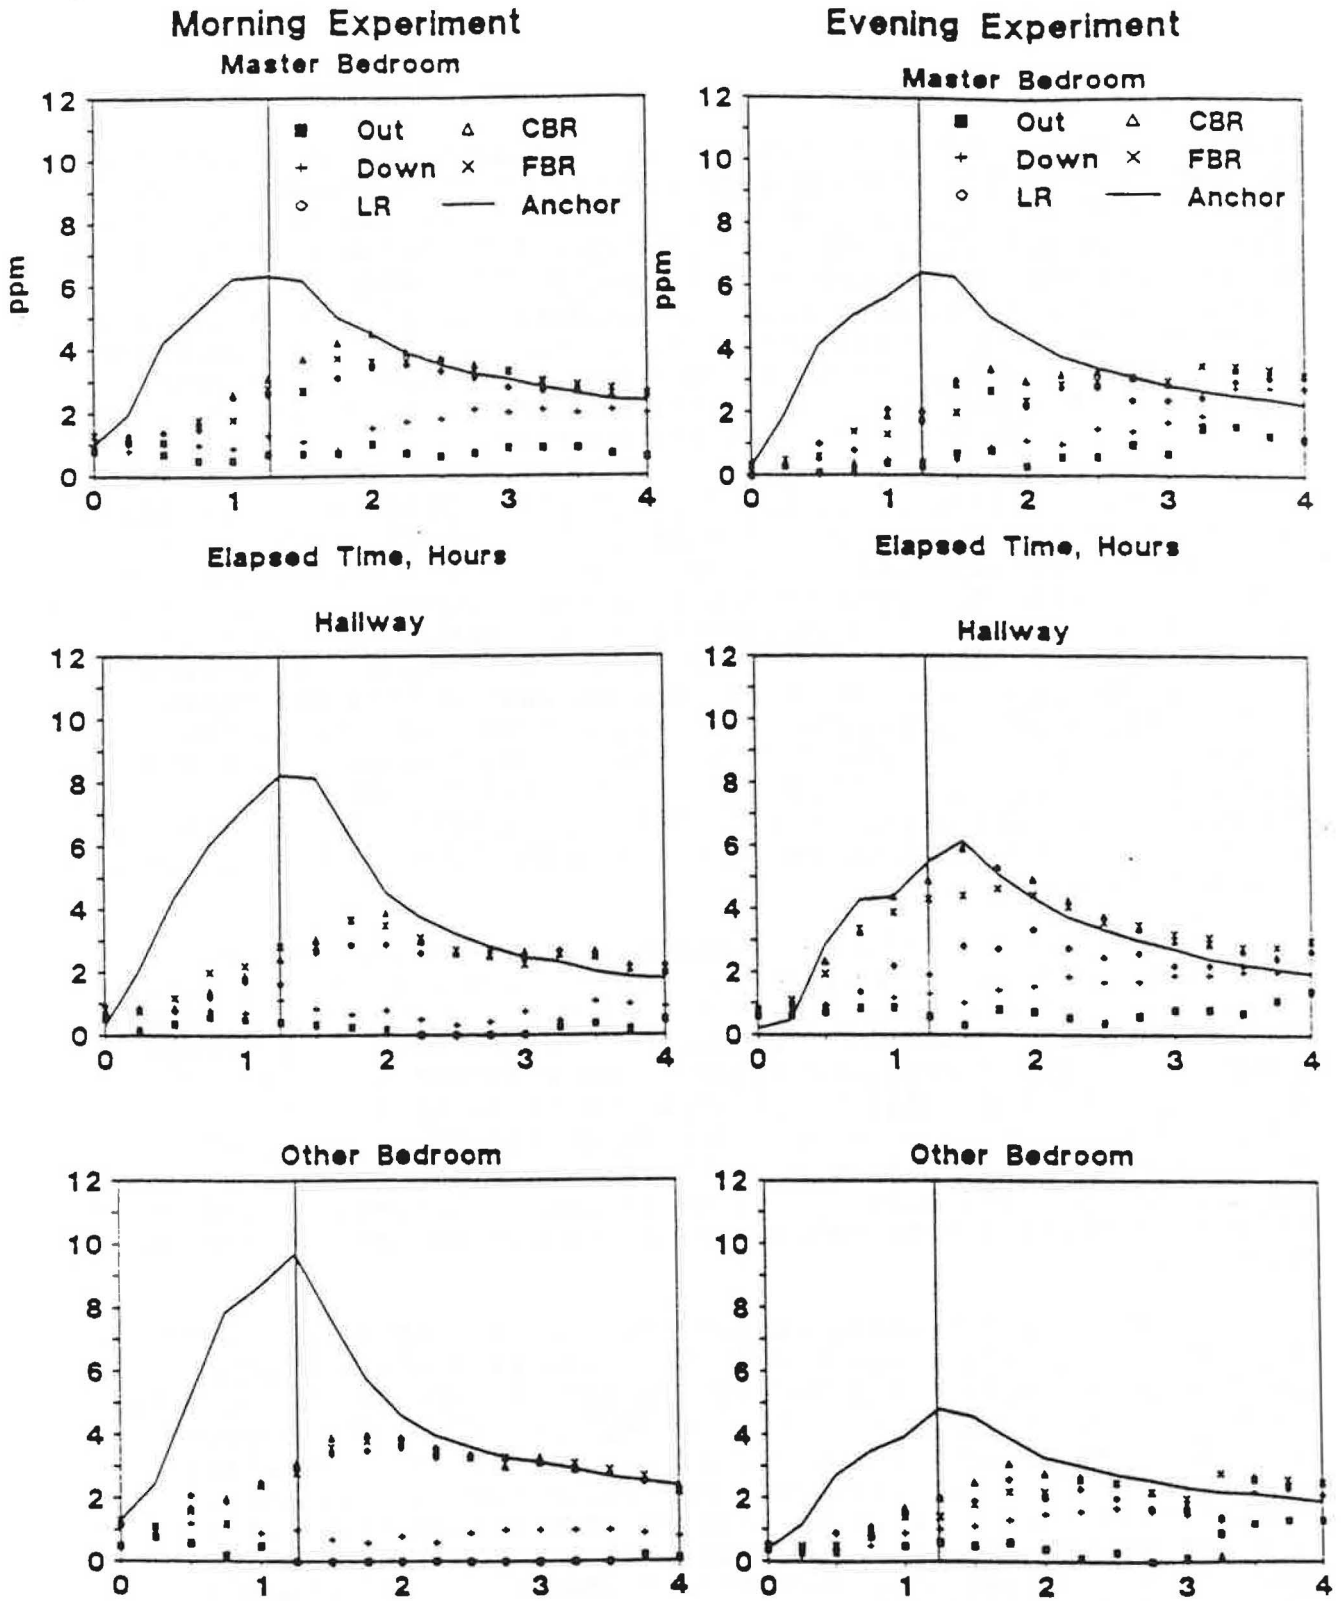 Morning Experiment
Evening Experiment
Master Bedroom
12
10
8
6
4
2
0
ppm
Out
CBR
Down
FBR
LR
Anchor
0 1 2 3 4
Elapsed Time, Hours
Master Bedroom
12
10
8
6
4
2
0
ppm
Out
CBR
Down
FBR
LR
Anchor
0 1 2 3 4
Elapsed Time, Hours
Hallway
12
10
8
6
4
2
0
0 1 2 3 4
Hallway
12
10
8
6
4
2
0
0 1 2 3 4
Other Bedroom
12
10
8
6
4
2
0
0 1 2 3 4
Other Bedroom
12
10
8
6
4
2
0
0 1 2 3 4